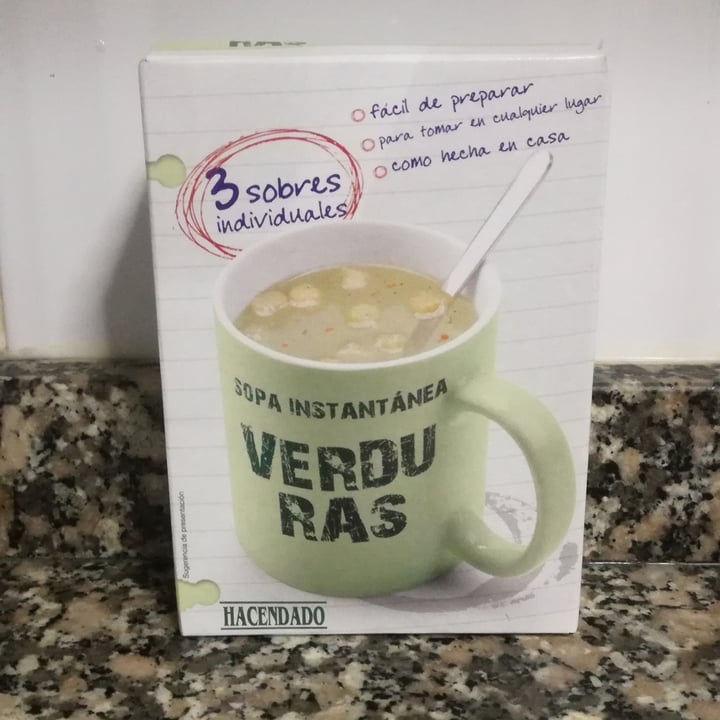 fácil de preparar
para tomar en cualquier lugar
como hecha en casa
3 sobres
individuales
SOPA INSTANTÁNEA
VERDU
RAS
Sugerencia de presentación
HACENDADO